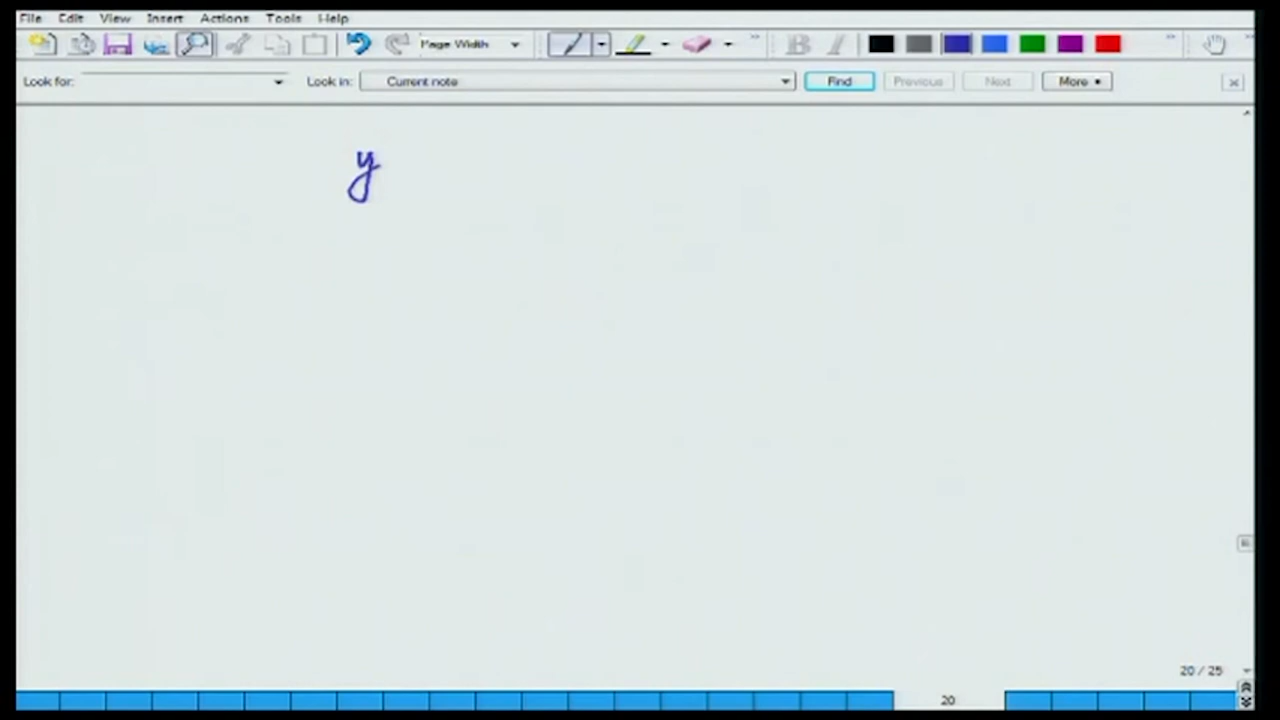 File Edit View Insert Actions Tools Help
Page Width B I
Look for: Look in: Current note Find Previous Next More
y
20 / 25
20